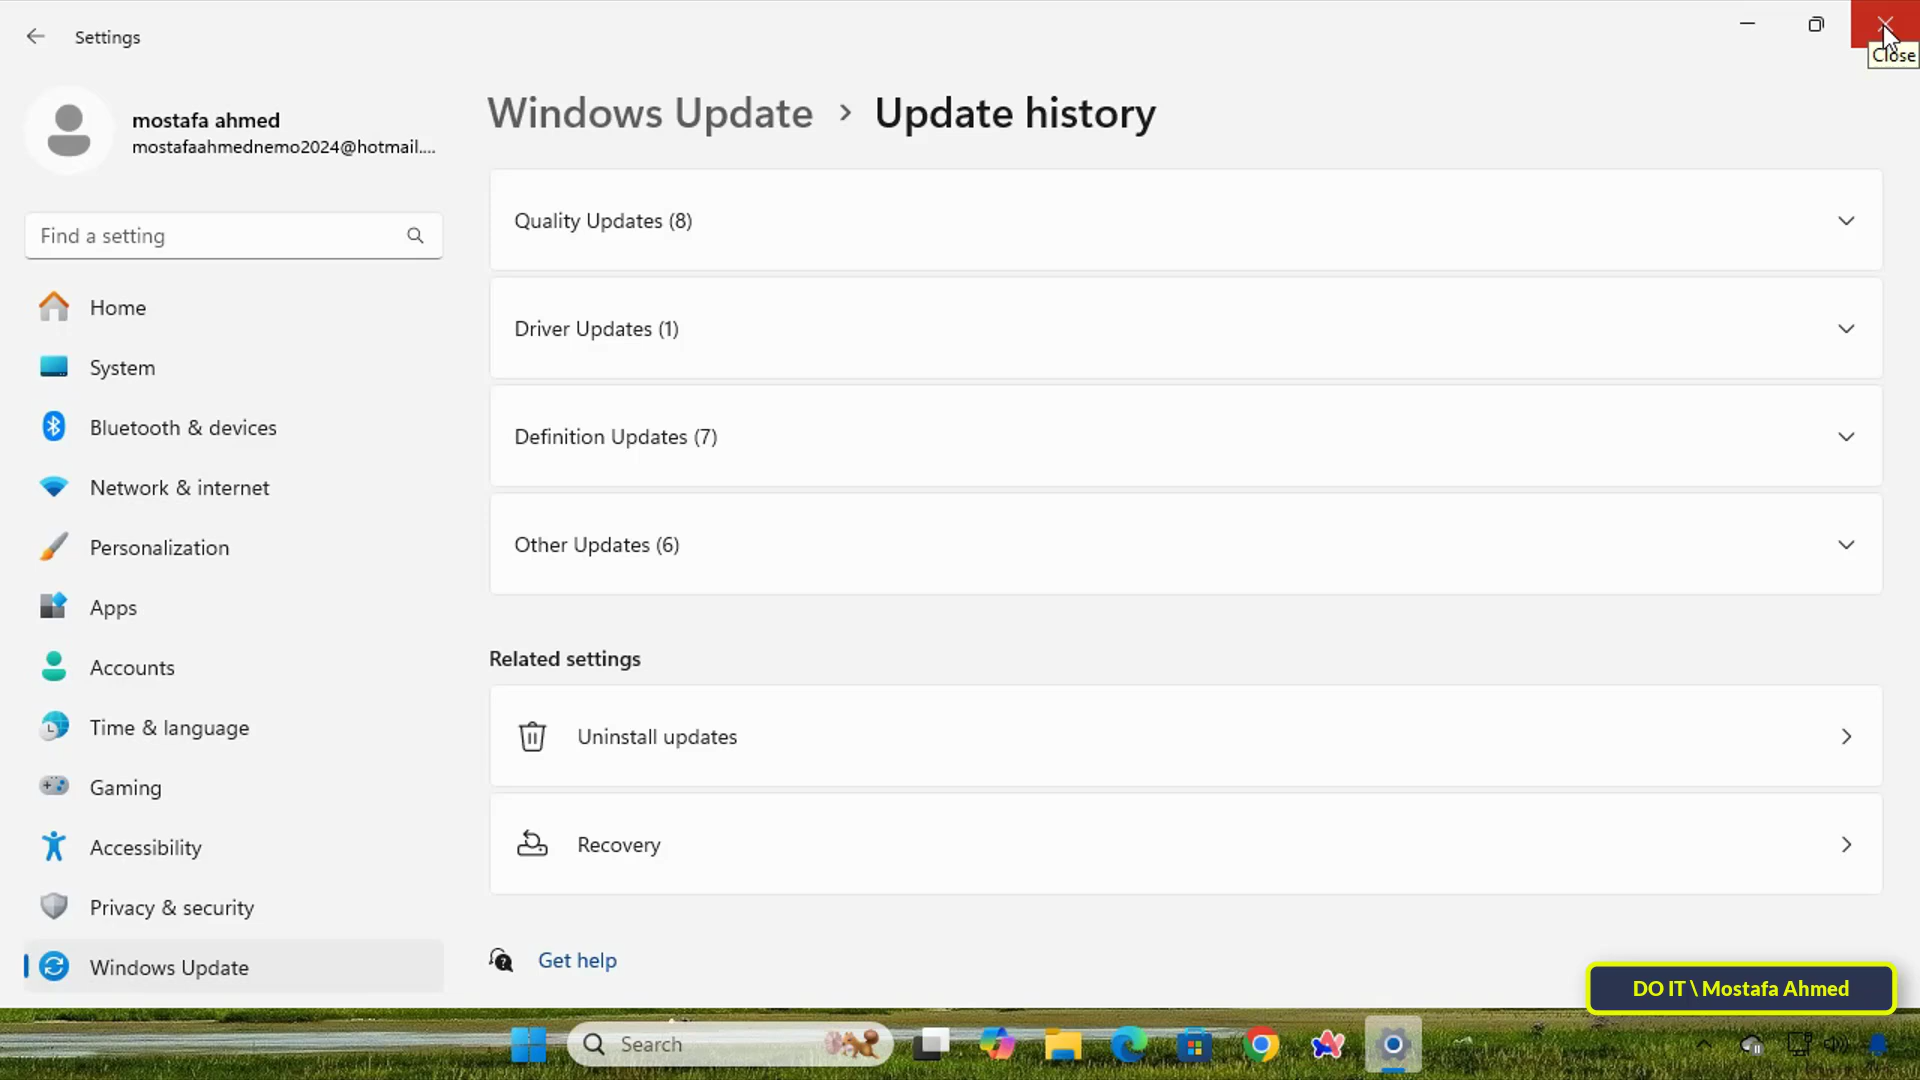 Settings
Close
mostafa ahmed
mostafaahmednemo2024@hotmail....
Find a setting
Home
System
Bluetooth & devices
Network & internet
Personalization
Apps
Accounts
Time & language
Gaming
Accessibility
Privacy & security
Windows Update
Windows Update > Update history
Quality Updates (8)
Driver Updates (1)
Definition Updates (7)
Other Updates (6)
Related settings
Uninstall updates
Recovery
Get help
DO IT \ Mostafa Ahmed
Search